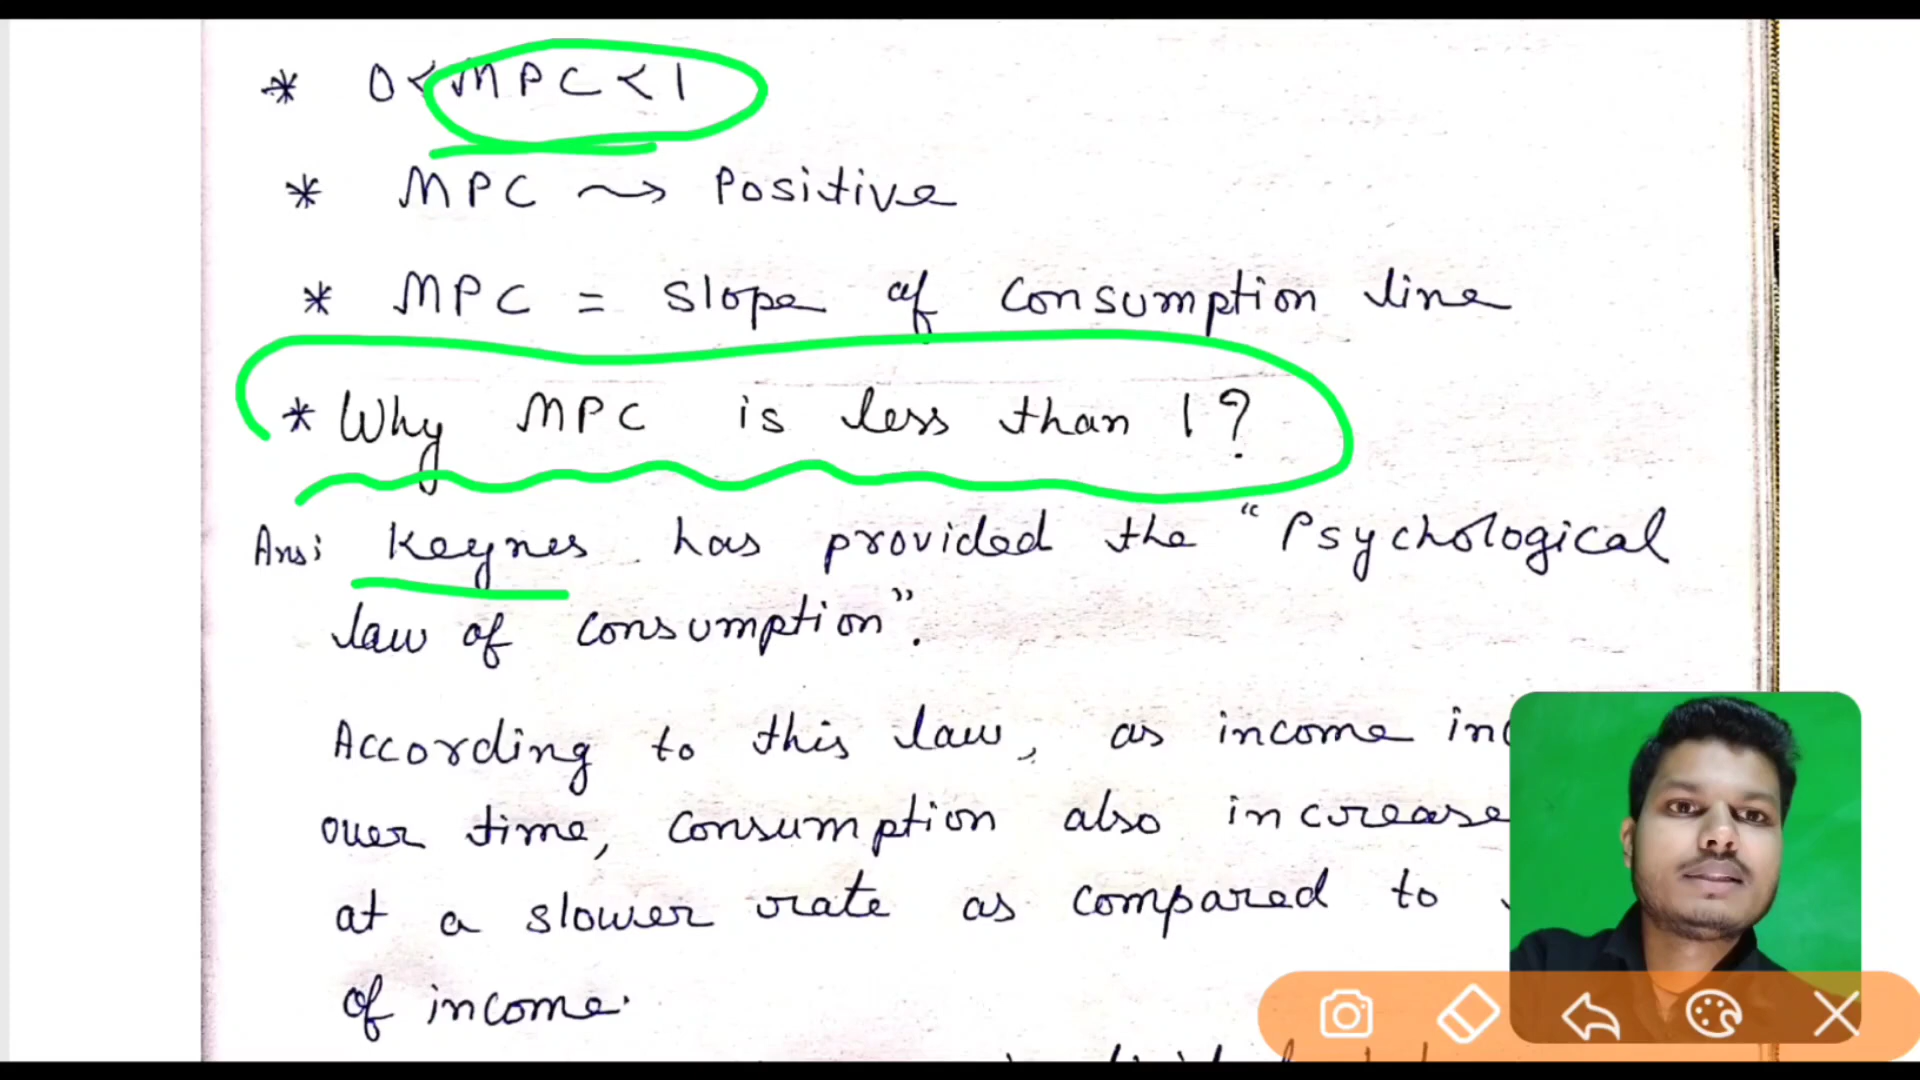 * 0 < MPC < 1
* MPC ⇝ Positive
* MPC = Slope of Consumption line
* Why MPC is less than 1?
Ans: Keynes has provided the "Psychological
law of Consumption".
According to this law, as income inc
over time, Consumption also increase
at a slower rate as compared to
of income.